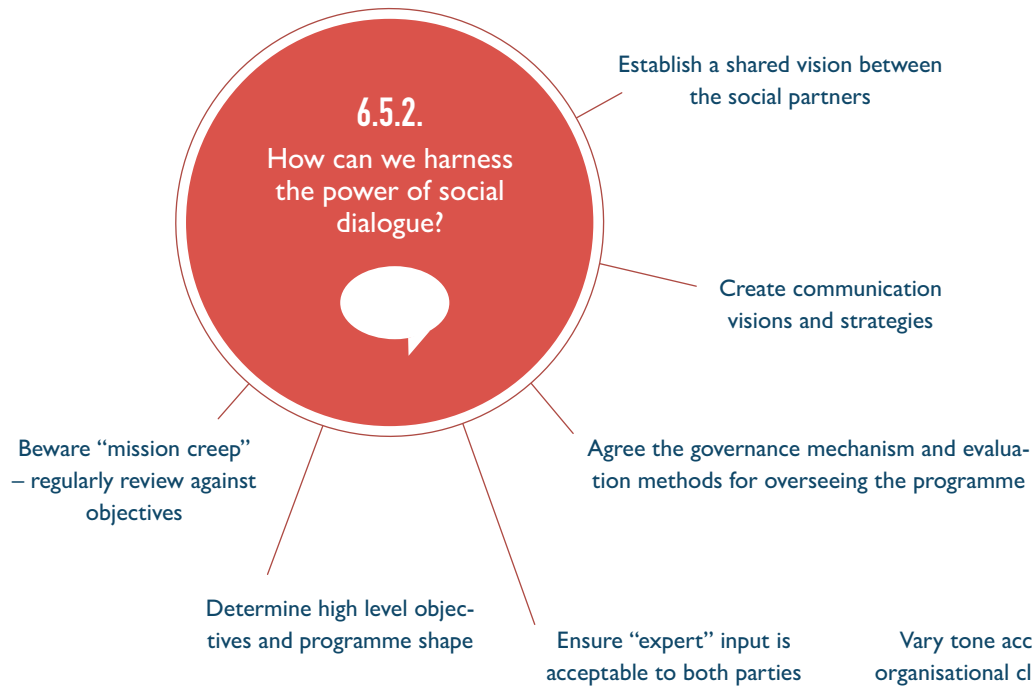 6.5.2.
How can we harness
the power of social
dialogue?
Establish a shared vision between
the social partners
Create communication
visions and strategies
Agree the governance mechanism and evalua-
tion methods for overseeing the programme
Ensure “expert” input is
acceptable to both parties
Determine high level objec-
tives and programme shape
Beware “mission creep”
– regularly review against
objectives
Vary tone
organisational